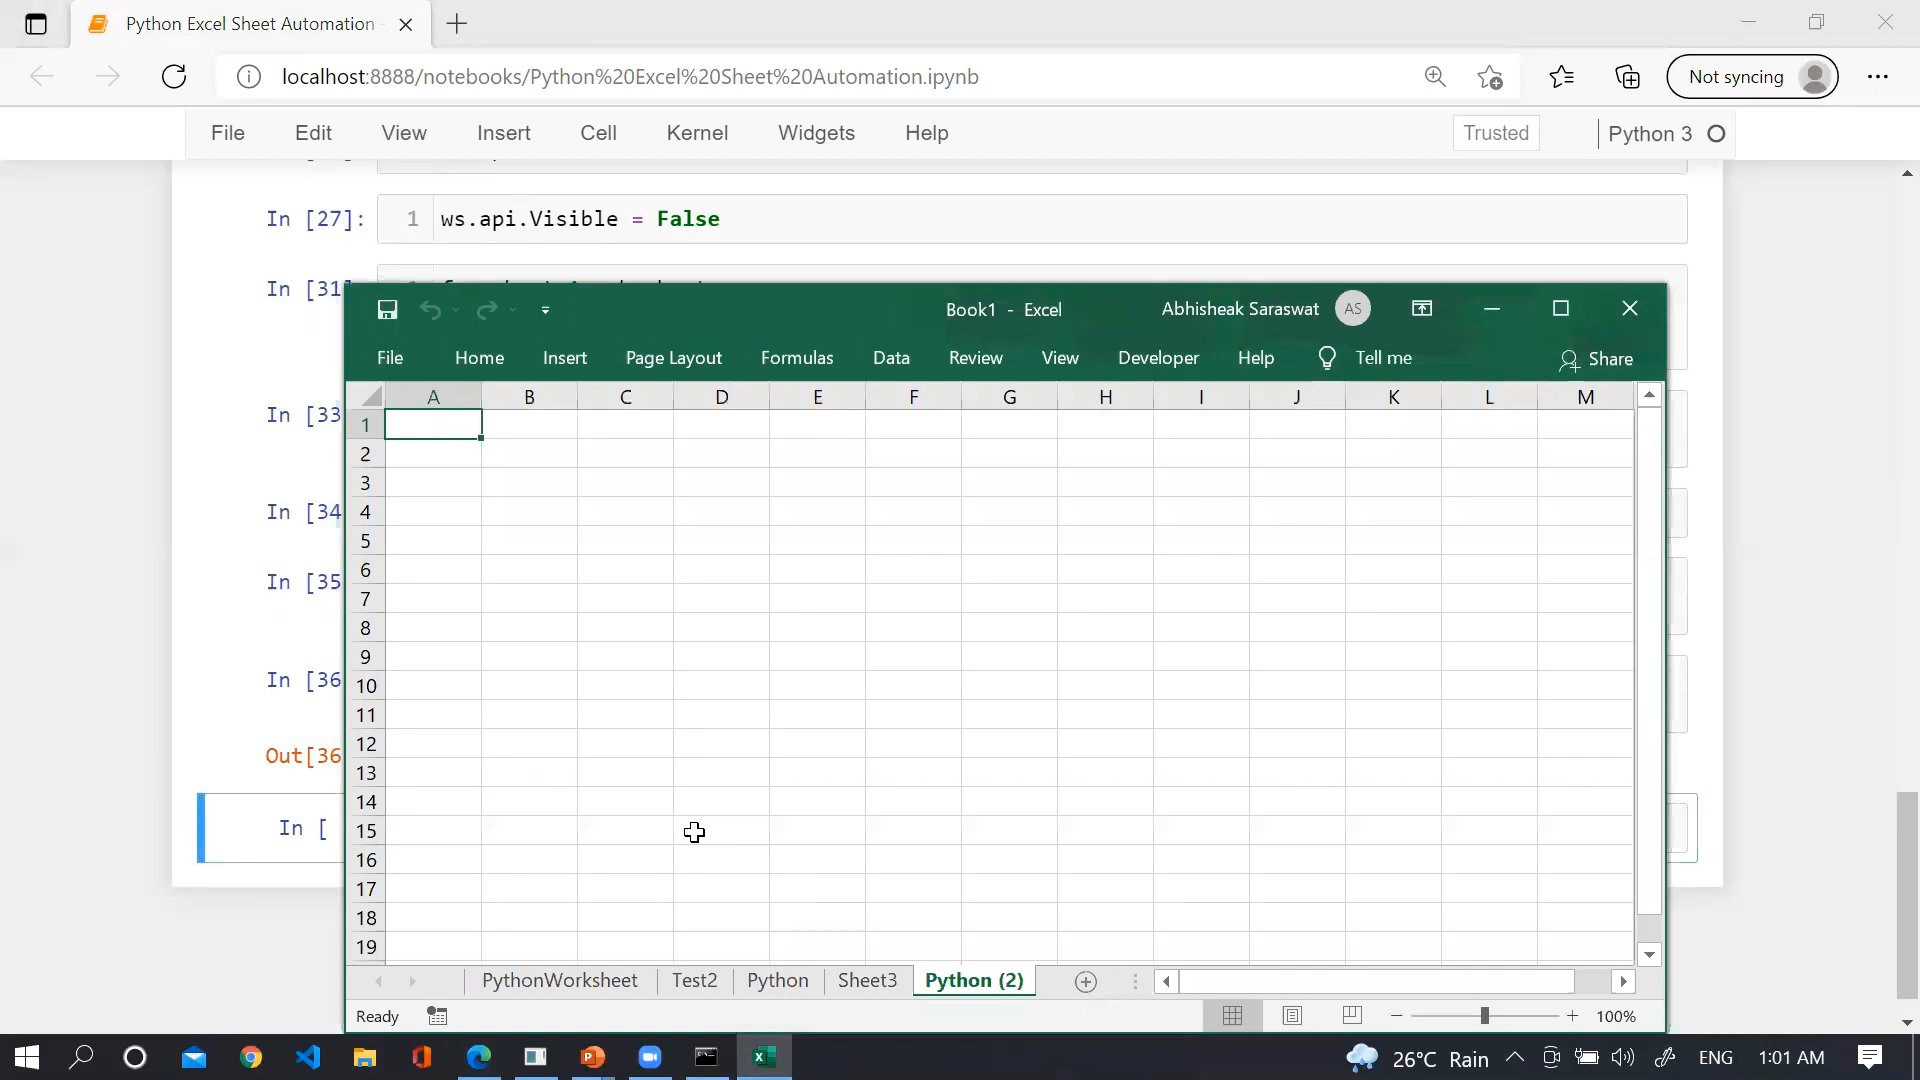 Python Excel Sheet Automation
localhost:8888/notebooks/Python%20Excel%20Sheet%20Automation.ipynb
Not syncing
File Edit View Insert Cell Kernel Widgets Help
Trusted
Python 3
In [27]: 1 ws.api.Visible = False
In [31]
Book1 - Excel
Abhisheak Saraswat AS
File Home Insert Page Layout Formulas Data Review View Developer Help Tell me Share
A B C D E F G H I J K L M
In [33
In [34
In [35
In [36
Out[36
In [
1
2
3
4
5
6
7
8
9
10
11
12
13
14
15
16
17
18
19
PythonWorksheet Test2 Python Sheet3 Python (2)
Ready
100%
26°C Rain
ENG
1:01 AM